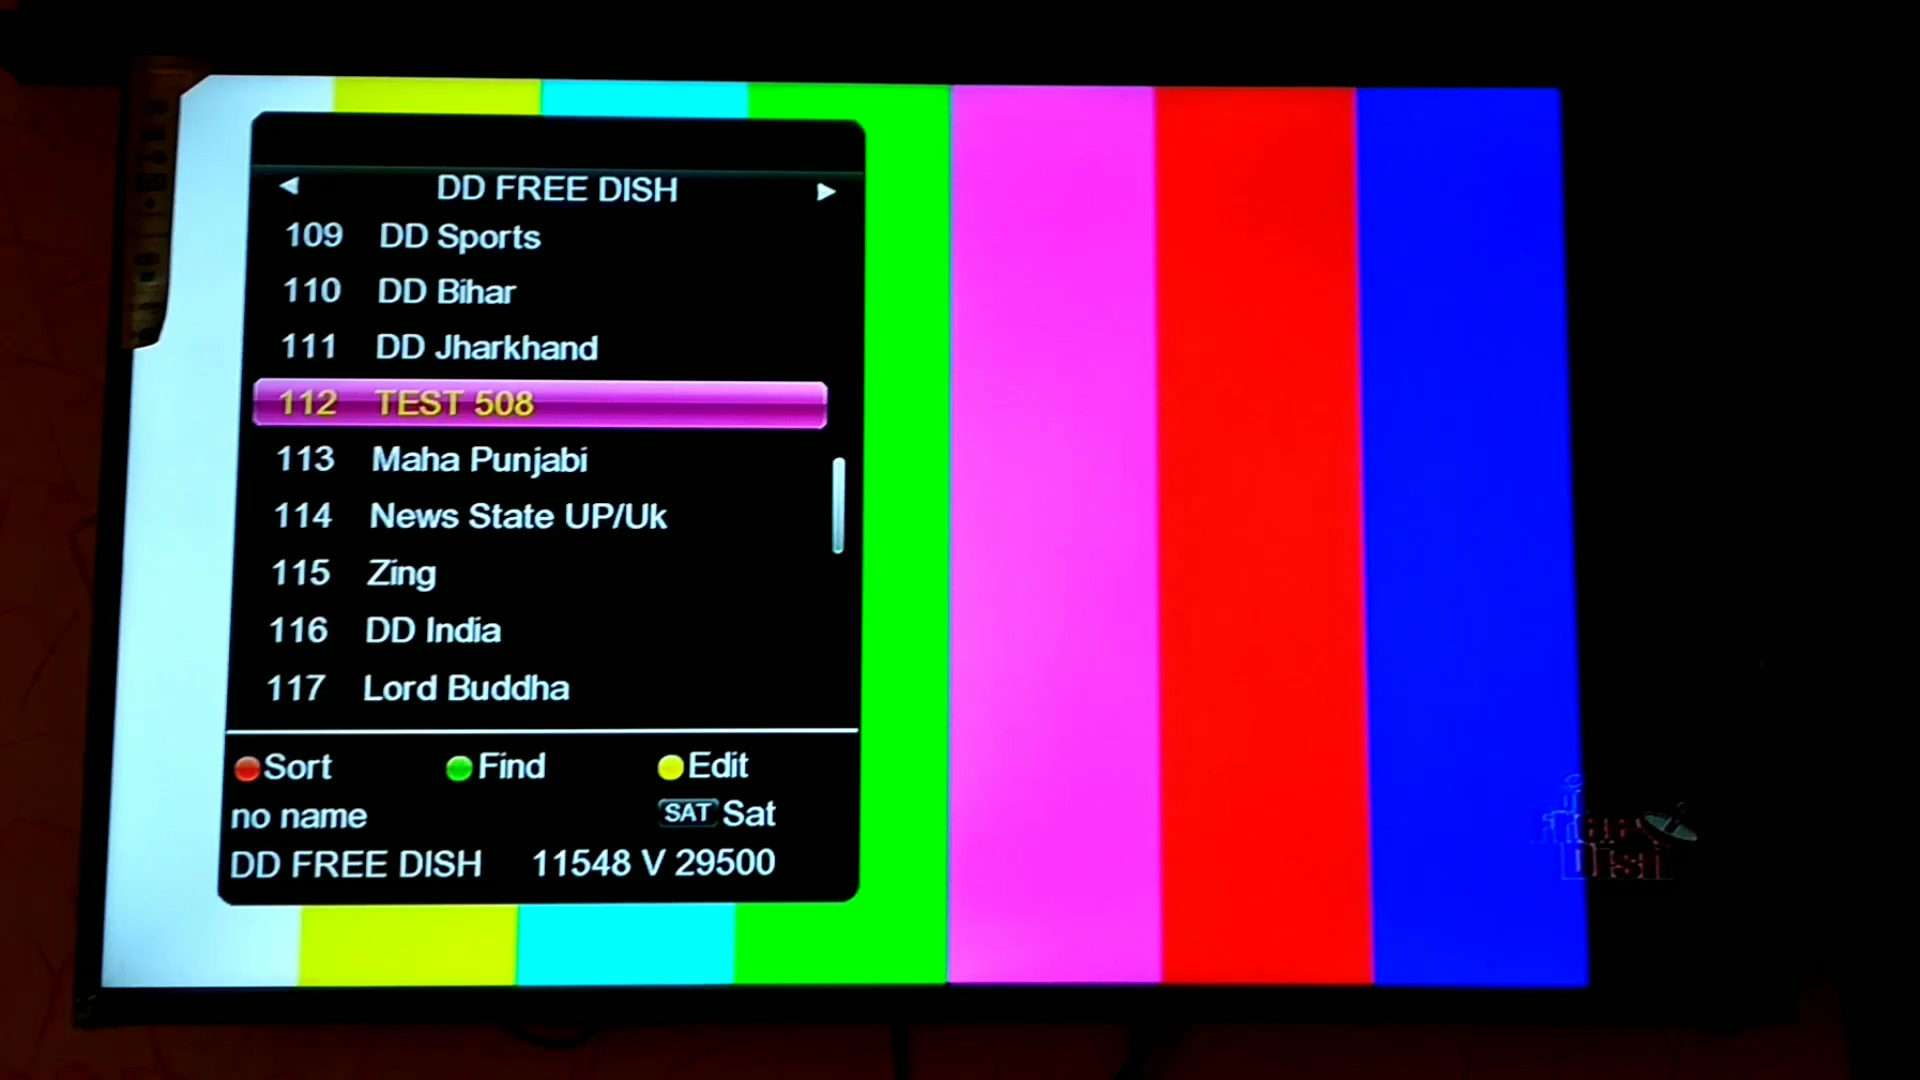 DD FREE DISH
109 DD Sports
110 DD Bihar
111 DD Jharkhand
112 TEST 508
113 Maha Punjabi
114 News State UP/Uk
115 Zing
116 DD India
117 Lord Buddha
Sort Find Edit
no name SAT Sat
DD FREE DISH 11548 V 29500